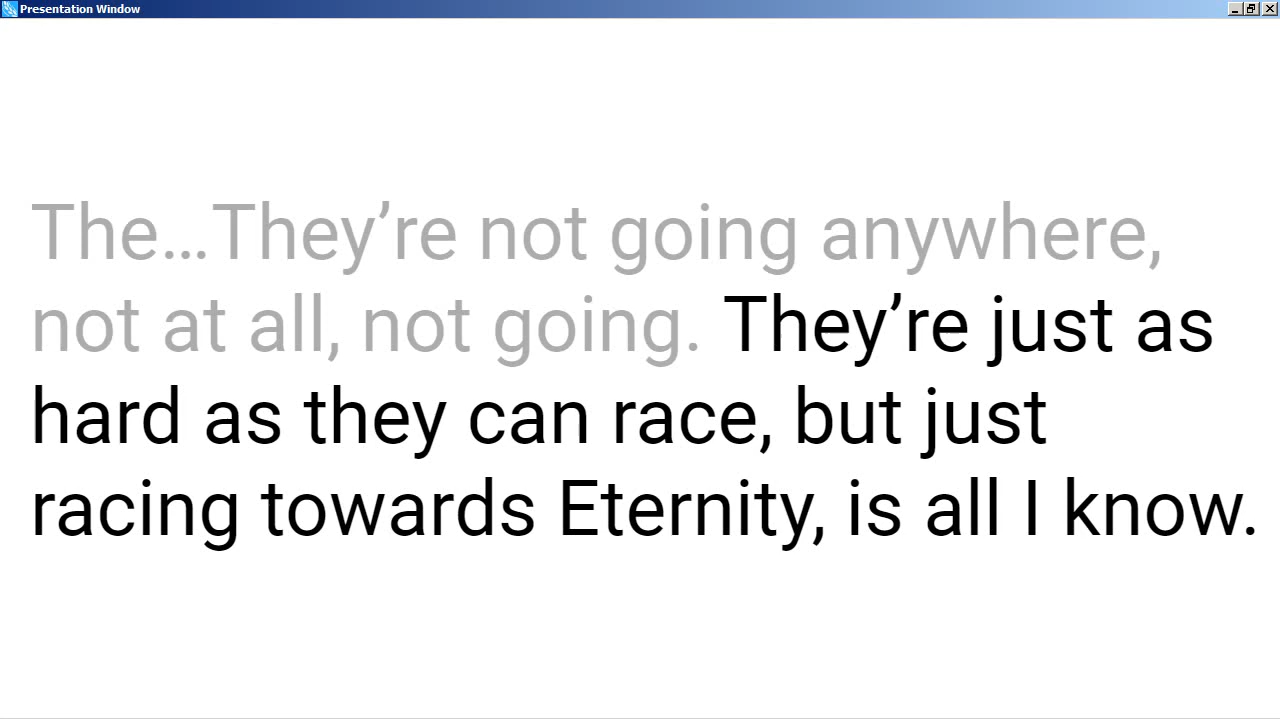 Presentation Window
The…They’re not going anywhere,
not at all, not going. They’re just as
hard as they can race, but just
racing towards Eternity, is all I know.